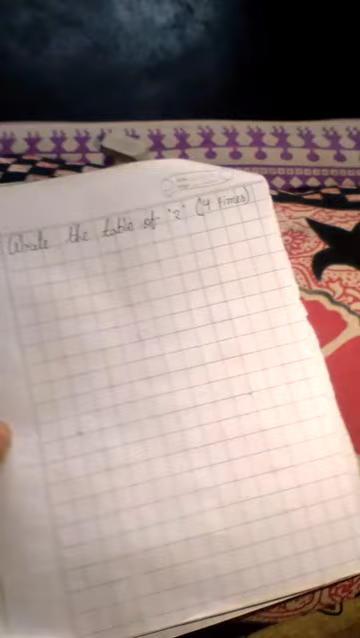 Write the table of "2" (4 times)